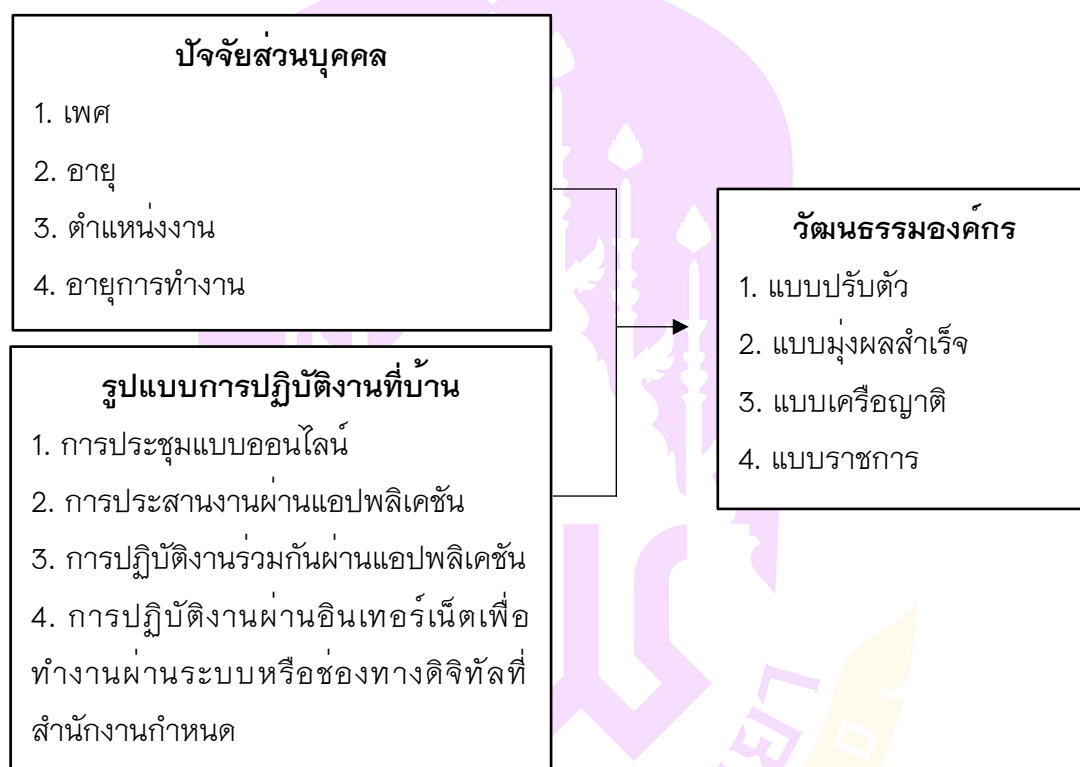 ปัจจัยส่วนบุคคล
1. เพศ
2. อายุ
3. ตำแหน่งงาน
4. อายุการทำงาน
รูปแบบการปฏิบัติงานที่บ้าน
1. การประชุมแบบออนไลน์
2. การประสานงานผ่านแอปพลิเคชัน
3. การปฏิบัติงานร่วมกันผ่านแอปพลิเคชัน
4. การปฏิบัติงานผ่านอินเทอร์เน็ตเพื่อ
ทำงานผ่านระบบหรือช่องทางดิจิทัลที่
สำนักงานกำหนด
วัฒนธรรมองค์กร
1. แบบปรับตัว
2. แบบมุ่งผลสำเร็จ
3. แบบเครือญาติ
4. แบบราชการ